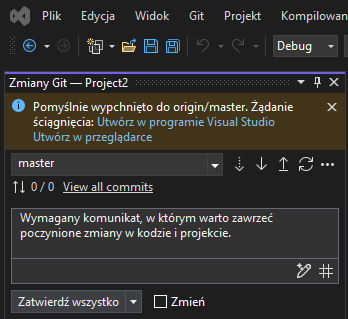 Plik Edycja Widok Git Projekt Kompilowan
Debug
Zmiany Git — Project2
Pomyślnie wypchnięto do origin/master. Żądanie
ściągnięcia: Utwórz w programie Visual Studio
Utwórz w przeglądarce
master
0 / 0 View all commits
Wymagany komunikat, w którym warto zawrzeć
poczynione zmiany w kodzie i projekcie.
Zatwierdź wszystko Zmień